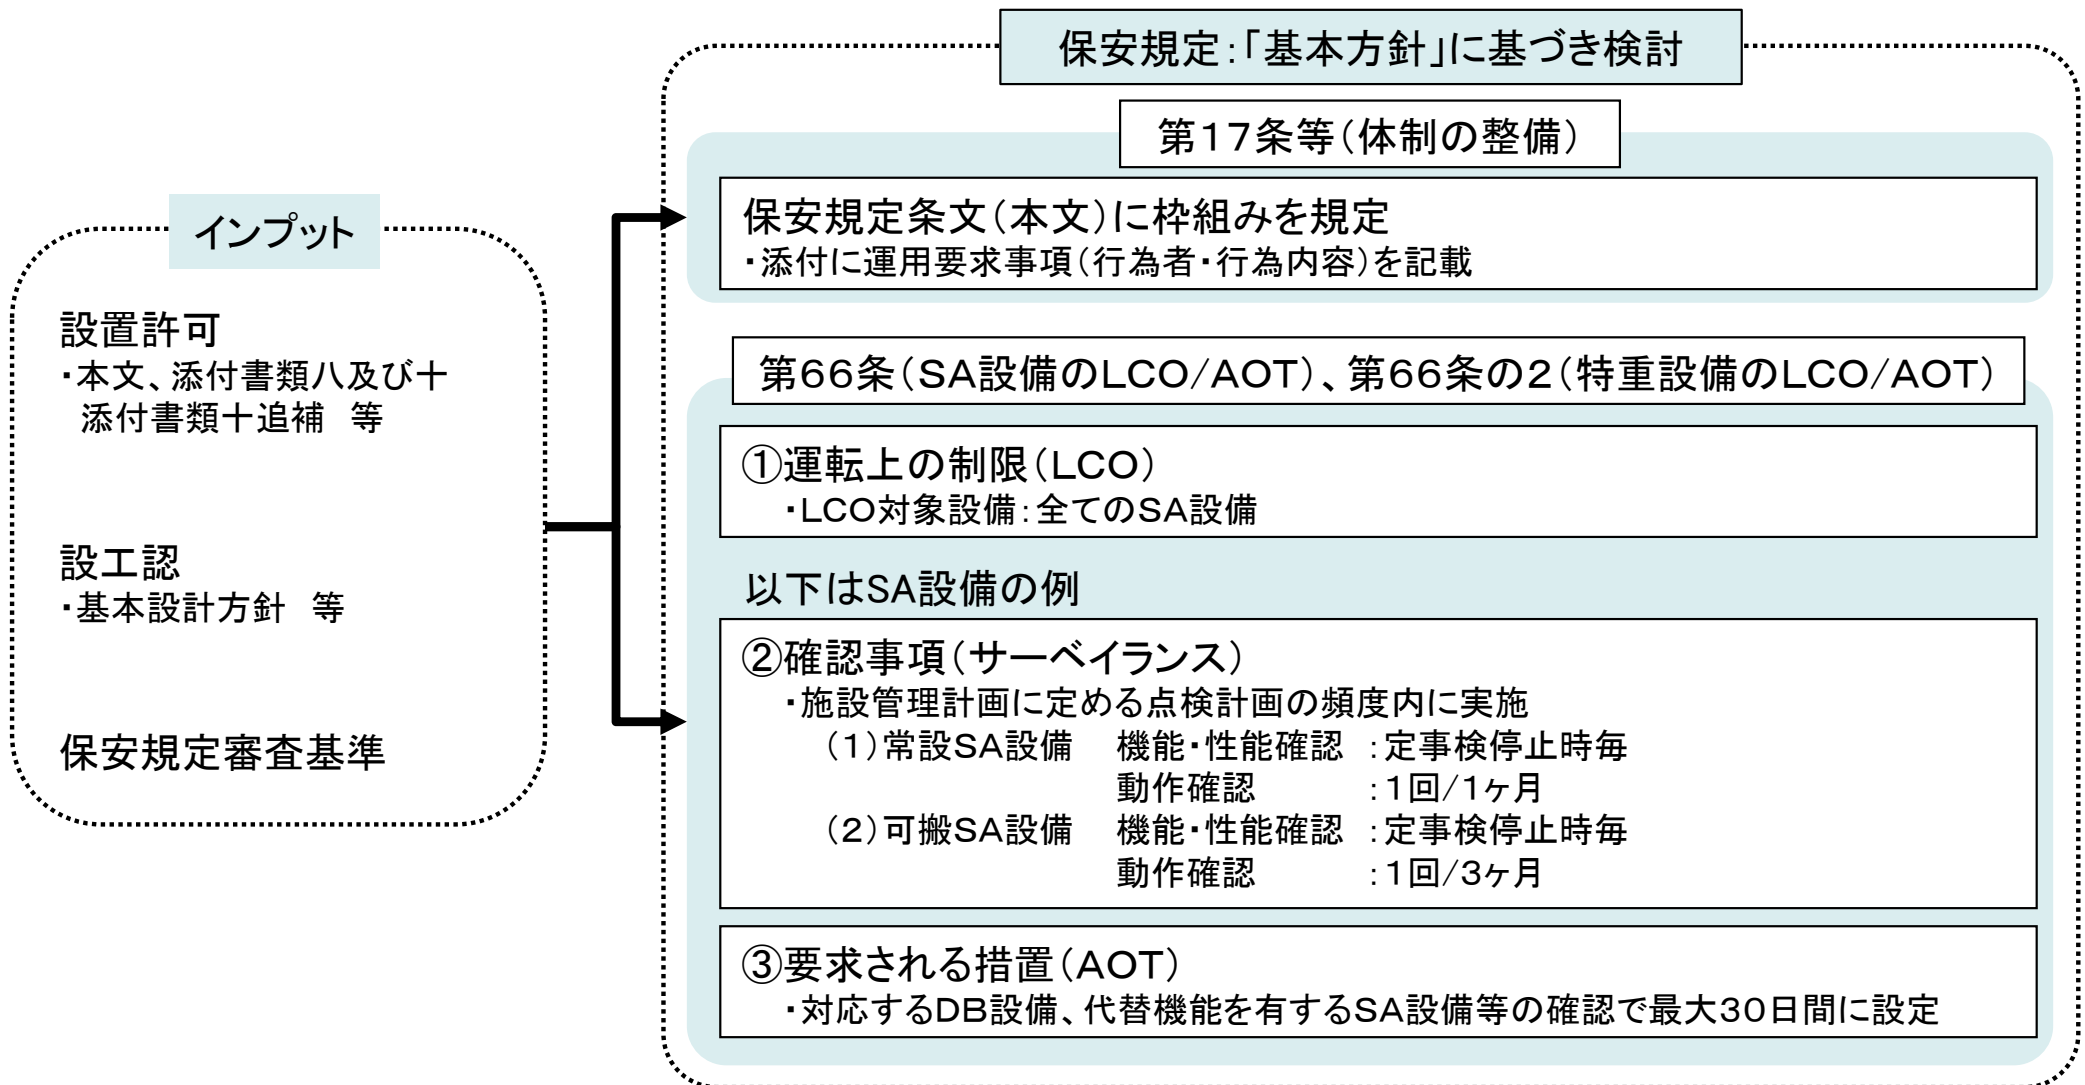 インプット
設置許可
・本文、添付書類八及び十
添付書類十追補　等
設工認
・基本設計方針　等
保安規定審査基準
保安規定：「基本方針」に基づき検討
第１７条等（体制の整備）
保安規定条文（本文）に枠組みを規定
・添付に運用要求事項（行為者・行為内容）を記載
第６６条（ＳＡ設備のＬＣＯ/ＡＯＴ）、第６６条の２（特重設備のＬＣＯ/ＡＯＴ）
①運転上の制限（ＬＣＯ）
・ＬＣＯ対象設備：全てのＳＡ設備
以下はSA設備の例
②確認事項（サーベイランス）
・施設管理計画に定める点検計画の頻度内に実施
（１）常設ＳＡ設備　機能・性能確認　：定事検停止時毎
動作確認　：１回/１ヶ月
（２）可搬ＳＡ設備　機能・性能確認　：定事検停止時毎
動作確認　：１回/３ヶ月
③要求される措置（ＡＯＴ）
・対応するＤＢ設備、代替機能を有するＳＡ設備等の確認で最大３０日間に設定